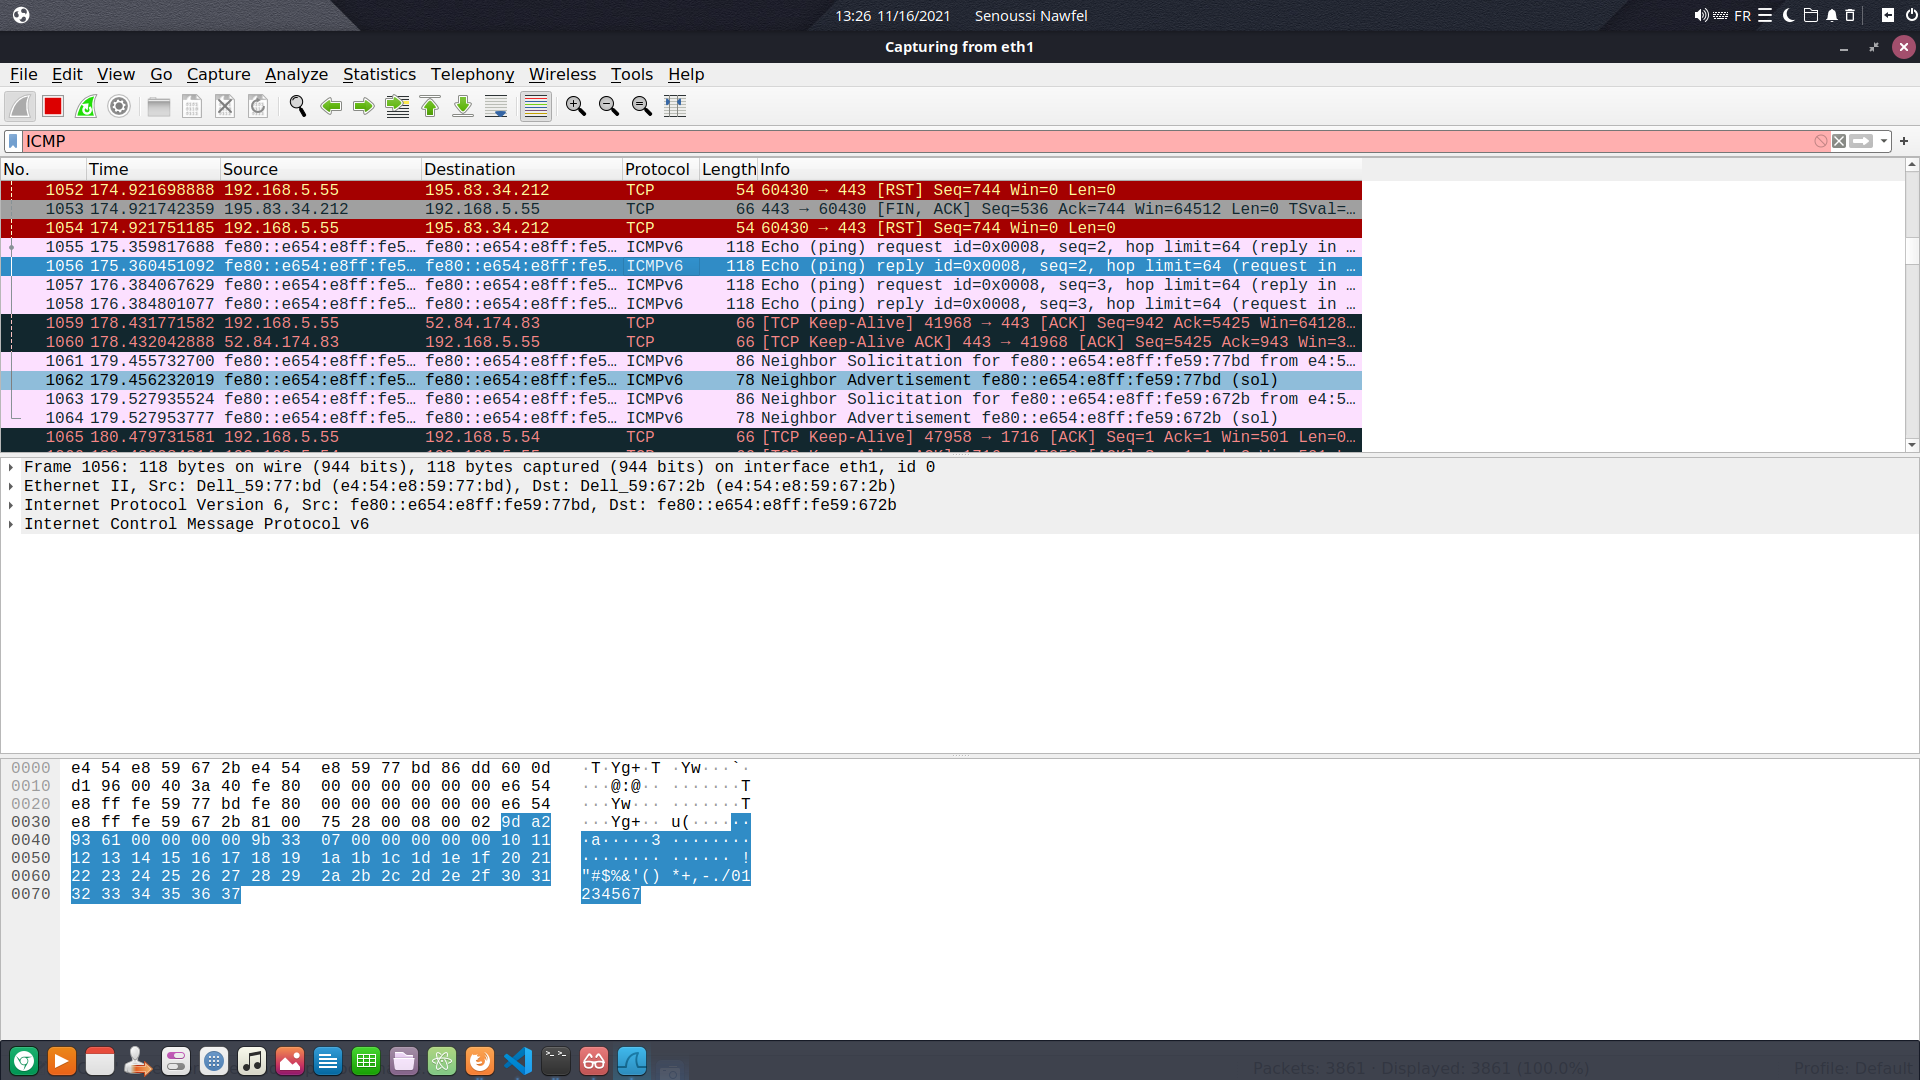 13:26 11/16/2021 Senoussi Nawfel FR
Capturing from eth1
File Edit View Go Capture Analyze Statistics Telephony Wireless Tools Help
ICMP
No. Time Source Destination Protocol Length Info
1052 174.921698888 192.168.5.55 195.83.34.212 TCP 54 60430 → 443 [RST] Seq=744 Win=0 Len=0
1053 174.921742359 195.83.34.212 192.168.5.55 TCP 66 443 → 60430 [FIN, ACK] Seq=536 Ack=744 Win=64512 Len=0 TSval=…
1054 174.921751185 192.168.5.55 195.83.34.212 TCP 54 60430 → 443 [RST] Seq=744 Win=0 Len=0
1055 175.359817688 fe80::e654:e8ff:fe5… fe80::e654:e8ff:fe5… ICMPv6 118 Echo (ping) request id=0x0008, seq=2, hop limit=64 (reply in …
1056 175.360451092 fe80::e654:e8ff:fe5… fe80::e654:e8ff:fe5… ICMPv6 118 Echo (ping) reply id=0x0008, seq=2, hop limit=64 (request in …
1057 176.384067629 fe80::e654:e8ff:fe5… fe80::e654:e8ff:fe5… ICMPv6 118 Echo (ping) request id=0x0008, seq=3, hop limit=64 (reply in …
1058 176.384801077 fe80::e654:e8ff:fe5… fe80::e654:e8ff:fe5… ICMPv6 118 Echo (ping) reply id=0x0008, seq=3, hop limit=64 (request in …
1059 178.431771582 192.168.5.55 52.84.174.83 TCP 66 [TCP Keep-Alive] 41968 → 443 [ACK] Seq=942 Ack=5425 Win=64128…
1060 178.432042888 52.84.174.83 192.168.5.55 TCP 66 [TCP Keep-Alive ACK] 443 → 41968 [ACK] Seq=5425 Ack=943 Win=3…
1061 179.455732700 fe80::e654:e8ff:fe5… fe80::e654:e8ff:fe5… ICMPv6 86 Neighbor Solicitation for fe80::e654:e8ff:fe59:77bd from e4:5…
1062 179.456232019 fe80::e654:e8ff:fe5… fe80::e654:e8ff:fe5… ICMPv6 78 Neighbor Advertisement fe80::e654:e8ff:fe59:77bd (sol)
1063 179.527935524 fe80::e654:e8ff:fe5… fe80::e654:e8ff:fe5… ICMPv6 86 Neighbor Solicitation for fe80::e654:e8ff:fe59:672b from e4:5…
1064 179.527953777 fe80::e654:e8ff:fe5… fe80::e654:e8ff:fe5… ICMPv6 78 Neighbor Advertisement fe80::e654:e8ff:fe59:672b (sol)
1065 180.479731581 192.168.5.55 192.168.5.54 TCP 66 [TCP Keep-Alive] 47958 → 1716 [ACK] Seq=1 Ack=1 Win=501 Len=0…
Frame 1056: 118 bytes on wire (944 bits), 118 bytes captured (944 bits) on interface eth1, id 0
Ethernet II, Src: Dell_59:77:bd (e4:54:e8:59:77:bd), Dst: Dell_59:67:2b (e4:54:e8:59:67:2b)
Internet Protocol Version 6, Src: fe80::e654:e8ff:fe59:77bd, Dst: fe80::e654:e8ff:fe59:672b
Internet Control Message Protocol v6
0000 e4 54 e8 59 67 2b e4 54 e8 59 77 bd 86 dd 60 0d ·T·Yg+·T ·Yw···`·
0010 d1 96 00 40 3a 40 fe 80 00 00 00 00 00 00 e6 54 ···@:@·· ·······T
0020 e8 ff fe 59 77 bd fe 80 00 00 00 00 00 00 e6 54 ···Yw··· ·······T
0030 e8 ff fe 59 67 2b 81 00 75 28 00 08 00 02 9d a2 ···Yg+·· u(······
0040 93 61 00 00 00 00 9b 33 07 00 00 00 00 00 10 11 ·a·····3 ········
0050 12 13 14 15 16 17 18 19 1a 1b 1c 1d 1e 1f 20 21 ········ ······ !
0060 22 23 24 25 26 27 28 29 2a 2b 2c 2d 2e 2f 30 31 "#$%&'() *+,-./01
0070 32 33 34 35 36 37 234567
Packets: 3861 · Displayed: 3861 (100.0%) Profile: Default